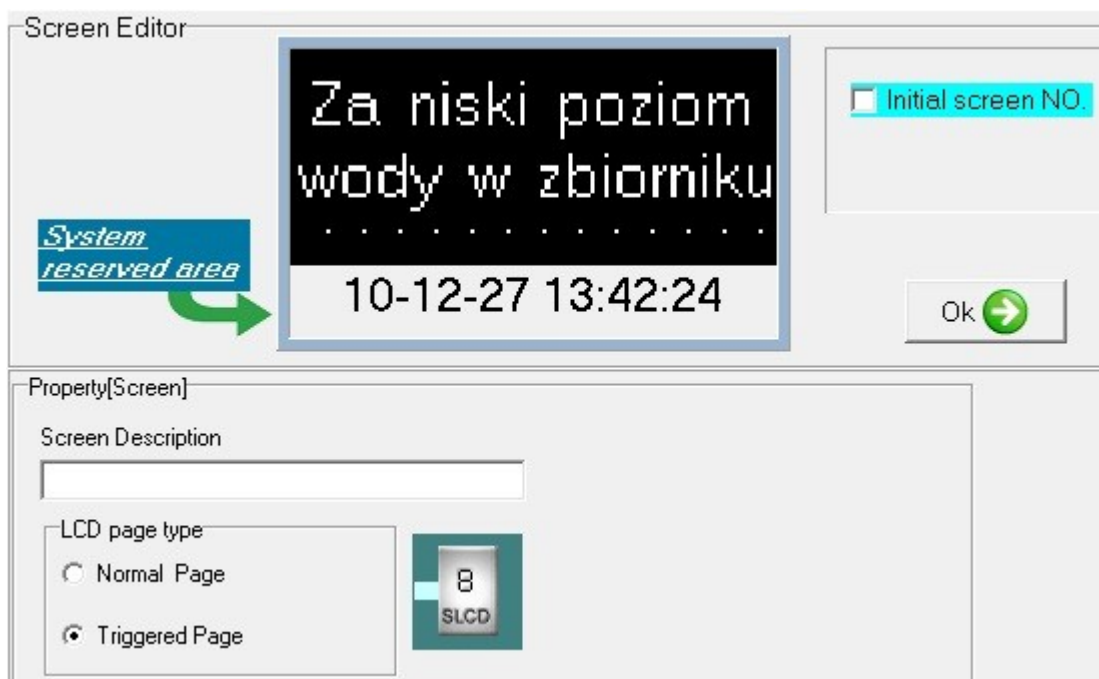 Screen Editor
Za niski poziom
wody w zbiorniku
. . . . . . . . . . . . .
10-12-27 13:42:24
System
reserved area
Initial screen NO.
Ok
Property[Screen]
Screen Description
LCD page type
Normal Page
Triggered Page
8
SLCD